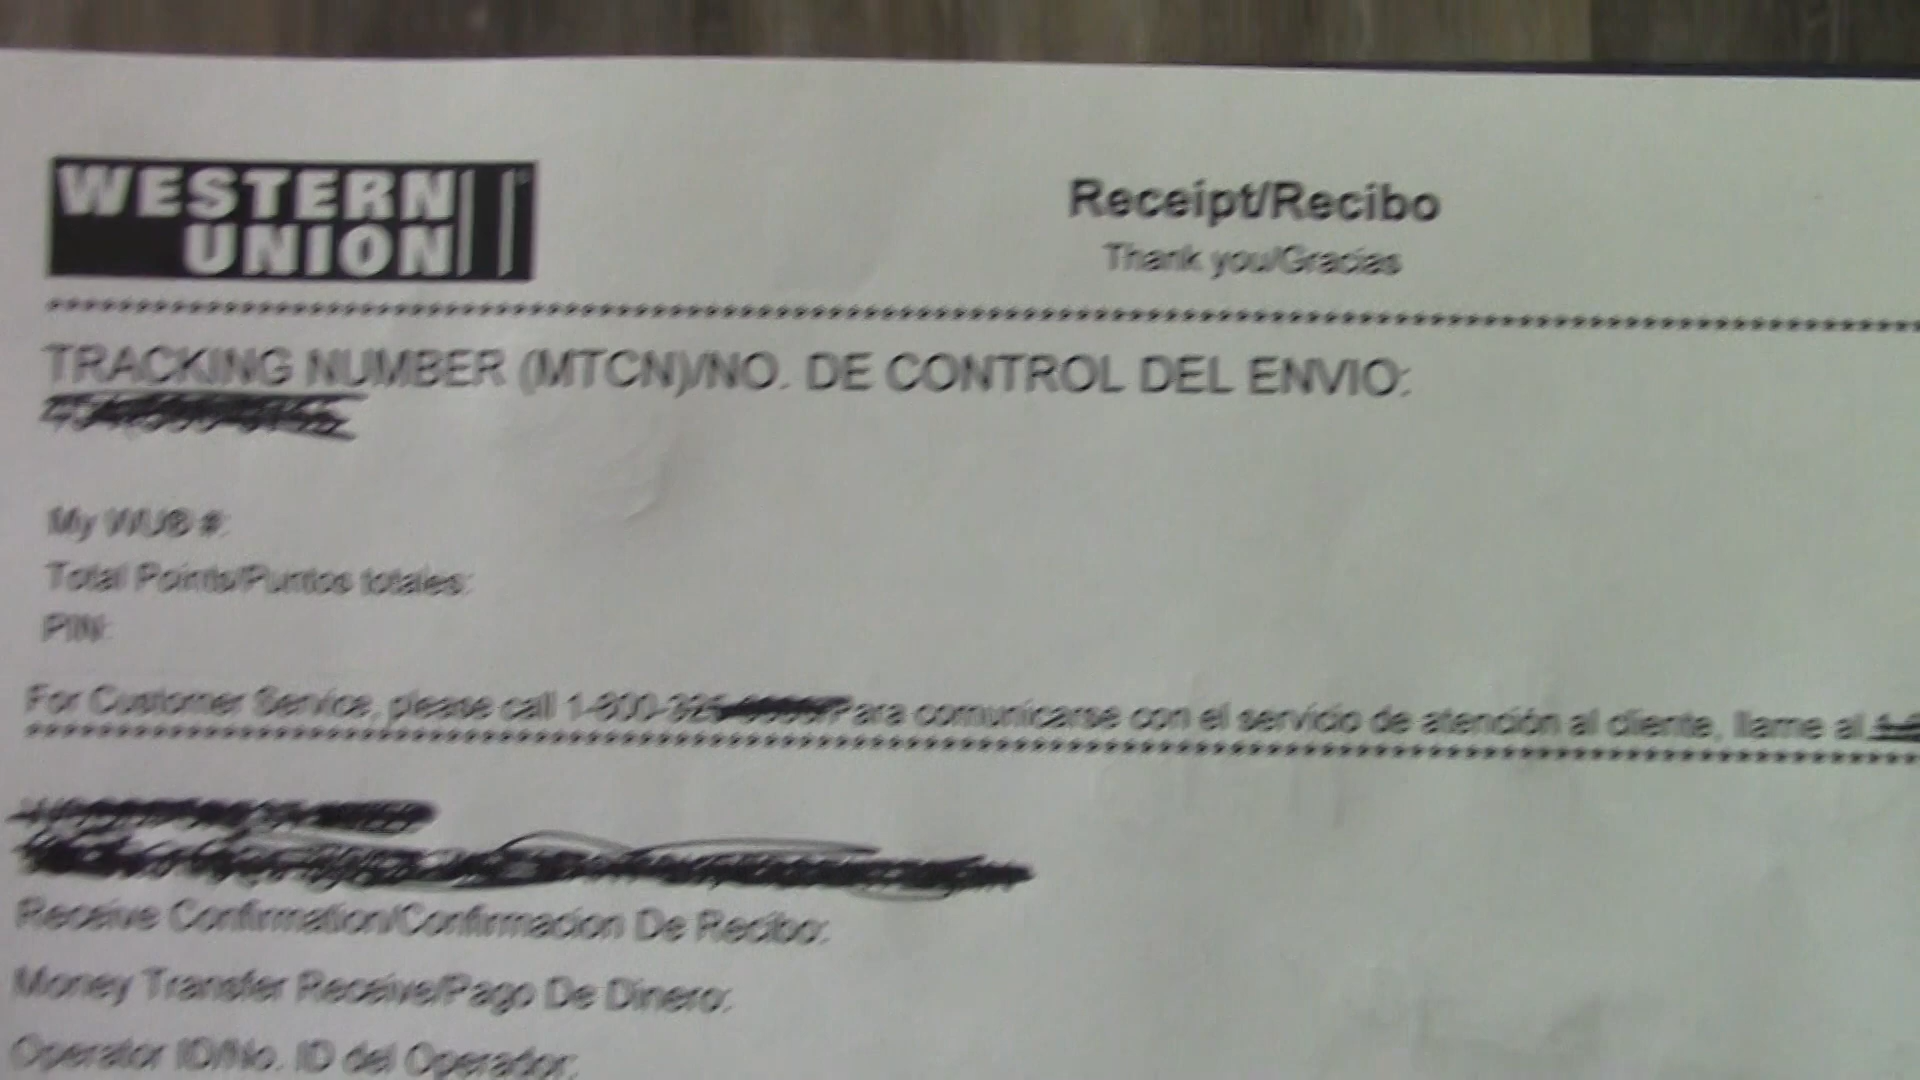 WESTERN
UNION
Receipt/Recibo
Thank you/Gracias
TRACKING NUMBER (MTCN)/NO. DE CONTROL DEL ENVIO:
My WU® #:
Total Points/Puntos totales:
PIN:
For Customer Service, please call 1-800-325- Para comunicarse con el servicio de atención al cliente, llame al
Receive Confirmation/Confirmacion De Recibo:
Money Transfer Receive/Pago De Dinero:
Operator ID/No. ID del Operador: